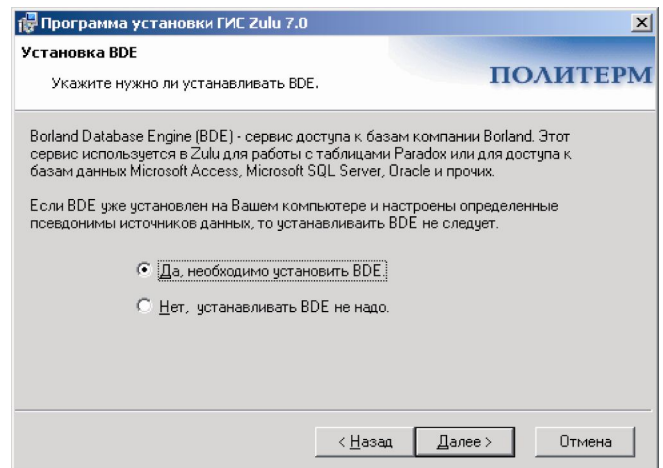 Программа установки ГИС Zulu 7.0
Установка BDE
Укажите нужно ли устанавливать BDE.
ПОЛИТЕРМ
Borland Database Engine (BDE) - сервис доступа к базам компании Borland. Этот
сервис используется в Zulu для работы с таблицами Paradox или для доступа к
базам данных Microsoft Access, Microsoft SQL Server, Oracle и прочих.
Если BDE уже установлен на Вашем компьютере и настроены определенные
псевдонимы источников данных, то устанавливаить BDE не следует.
Да, необходимо установить BDE.
Нет, устанавливать BDE не надо.
< Назад
Далее >
Отмена